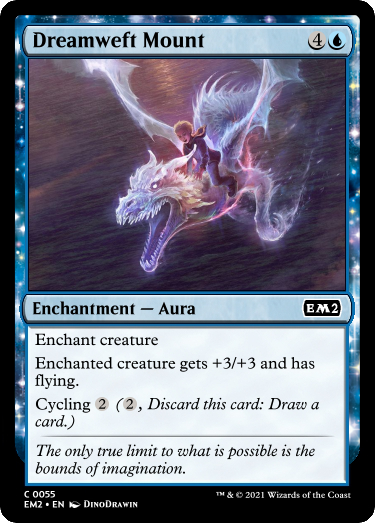 Dreamweft Mount 4
Enchantment — Aura EM2
Enchant creature
Enchanted creature gets +3/+3 and has
flying.
Cycling 2 (2, Discard this card: Draw a
card.)
The only true limit to what is possible is the
bounds of imagination.
C 0055
EM2 • EN DinoDrawin ™ & © 2021 Wizards of the Coast